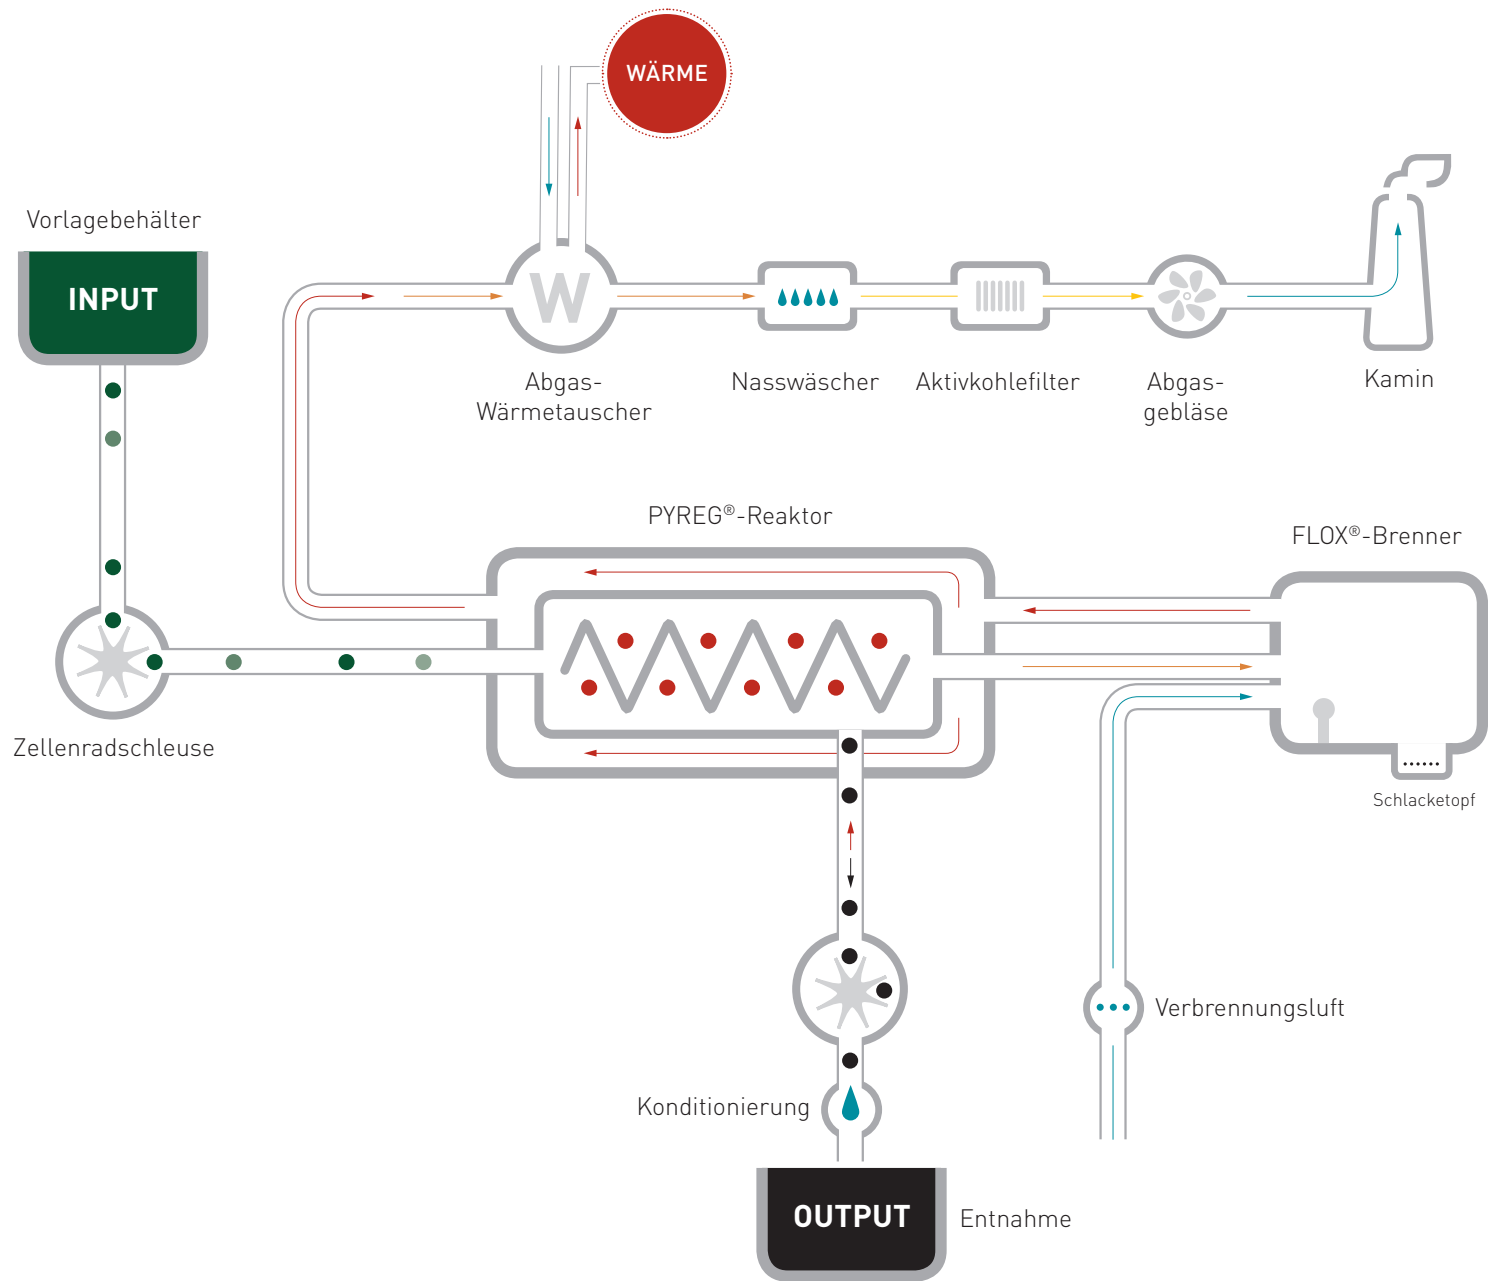 WÄRME
Vorlagebehälter
INPUT
W
Abgas-
Wärmetauscher
Nasswäscher
Aktivkohlefilter
Abgas-
gebläse
Kamin
PYREG®-Reaktor
FLOX®-Brenner
Zellenradschleuse
Schlacketopf
Verbrennungsluft
Konditionierung
OUTPUT
Entnahme